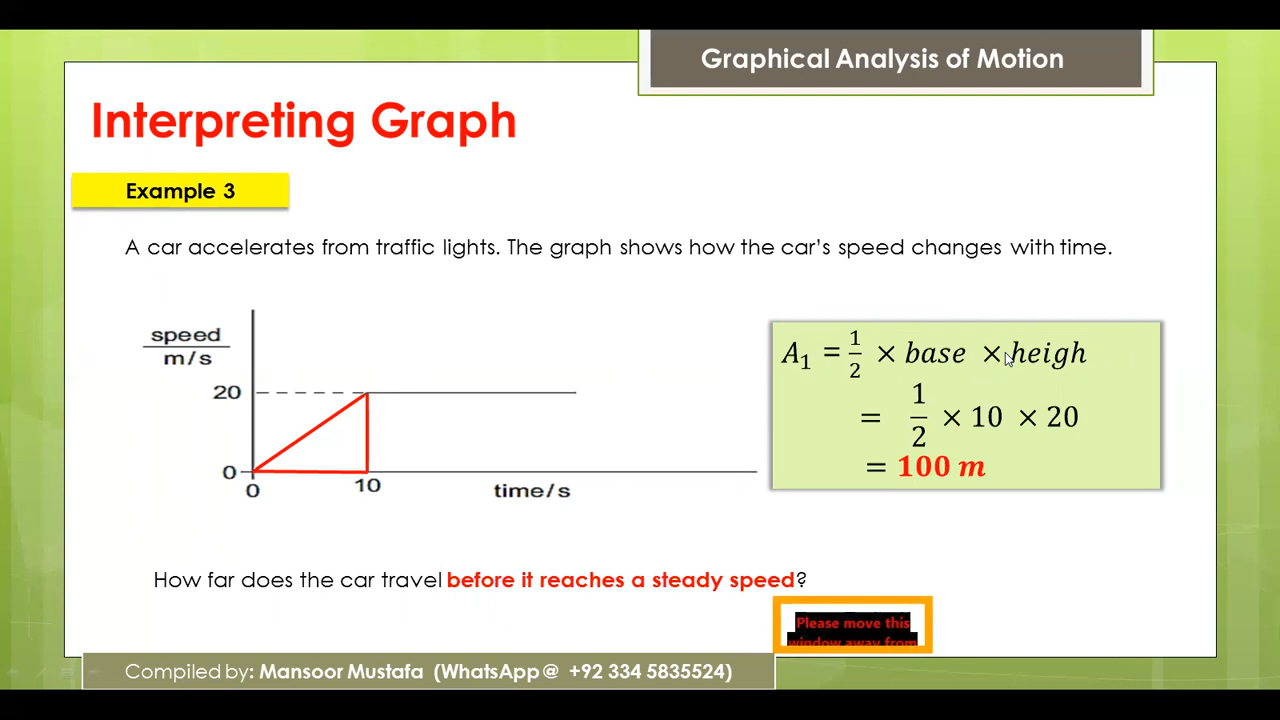 Graphical Analysis of Motion
Interpreting Graph
Example 3
A car accelerates from traffic lights. The graph shows how the car's speed changes with time.
speed
m/s
20
0
0
10
time/s
A₁ = 1/2 × base × heigh
= 1/2 × 10 × 20
= 100 m
How far does the car travel before it reaches a steady speed?
Please move this
window away from
Compiled by: Mansoor Mustafa (WhatsApp@ +92 334 5835524)